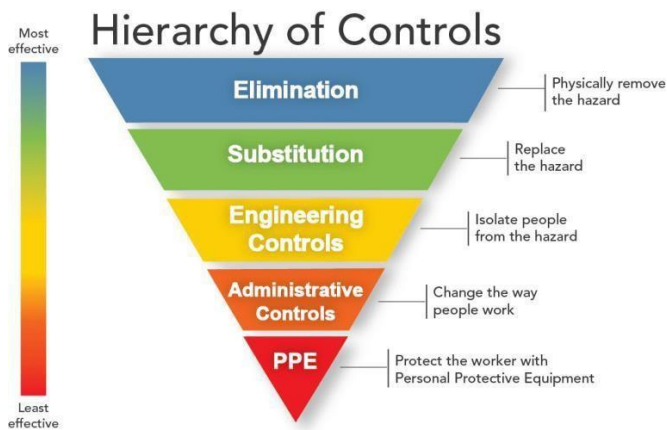 Hierarchy of Controls
Most
effective
Elimination
Physically remove
the hazard
Substitution
Replace
the hazard
Engineering
Controls
Isolate people
from the hazard
Administrative
Controls
Change the way
people work
PPE
Protect the worker with
Personal Protective Equipment
Least
effective